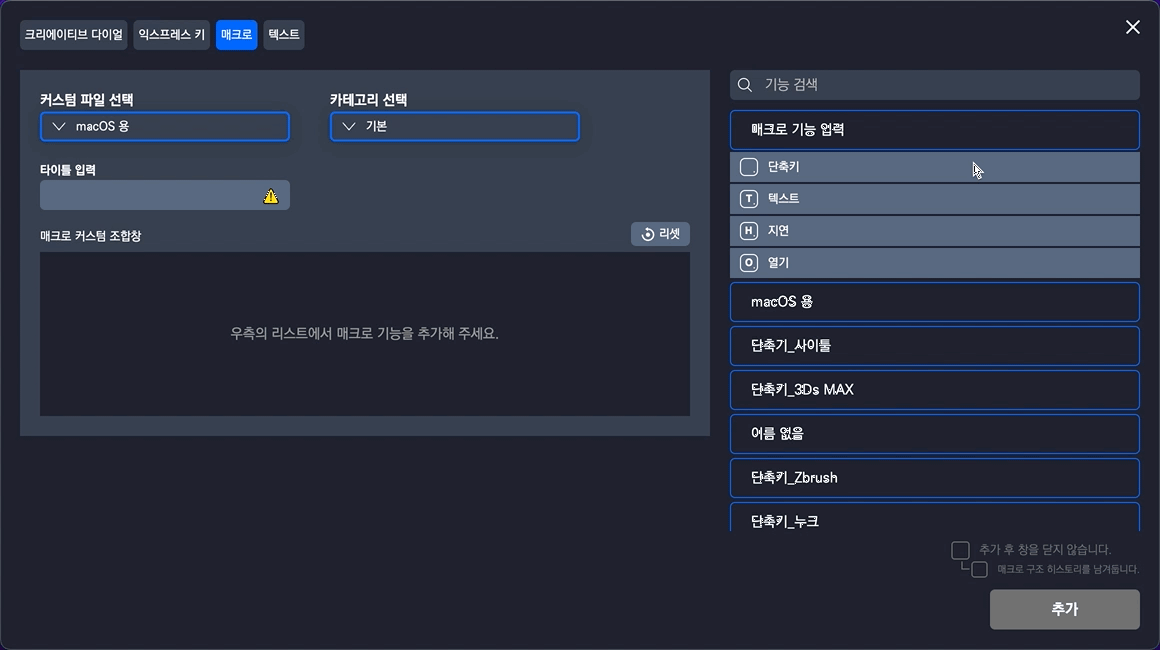 크리에이티브 다이얼 익스프레스 키 매크로 텍스트
커스텀 파일 선택 카테고리 선택
macOS 용 기본
타이틀 입력
매크로 커스텀 조합창 리셋
우측의 리스트에서 매크로 기능을 추가해 주세요.
기능 검색
매크로 기능 업력
단축키
T 텍스트
H 지연
O 열기
macOS 용
단축기_사이툴
단축키_3Ds MAX
어름 없음
단축키_Zbrush
단축키_누크
추가 후 창을 닫지 않습니다.
매크로 구조 히스토리를 남겨둡니다.
추가